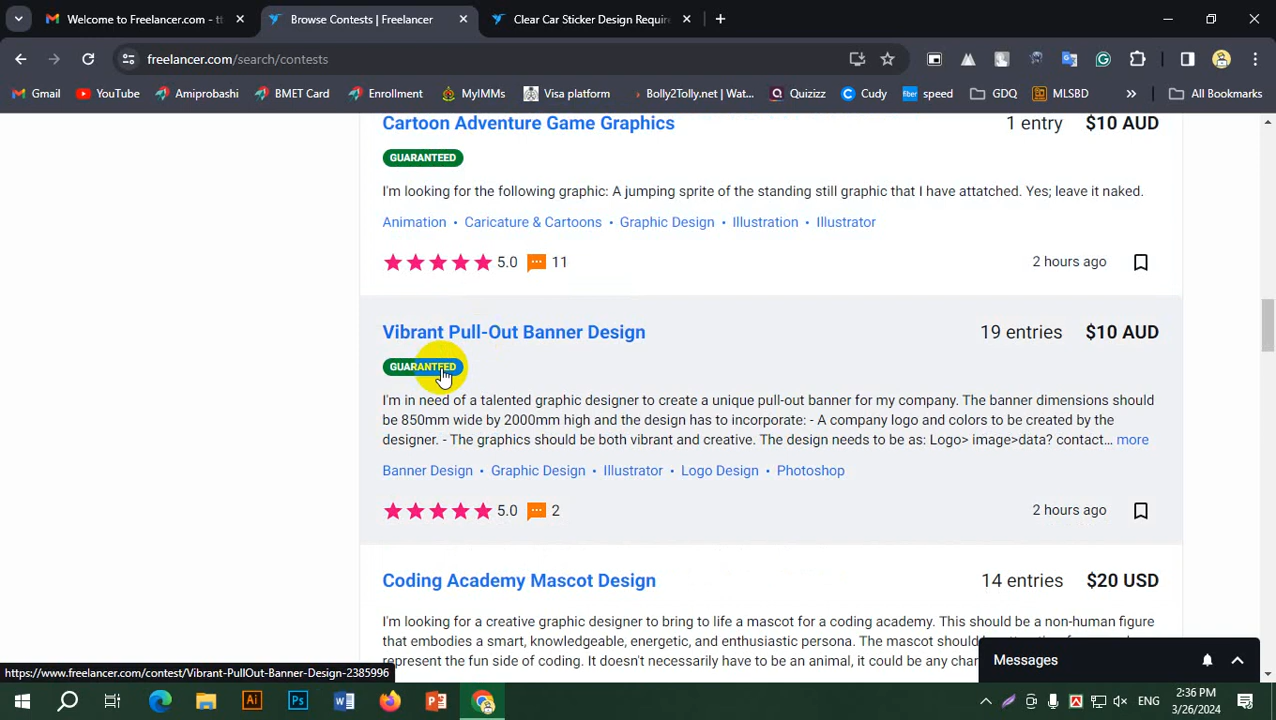 Welcome to Freelancer.com - tt
Browse Contests | Freelancer
Clear Car Sticker Design Require
freelancer.com/search/contests
Gmail
YouTube
Amiprobashi
BMET Card
Enrollment
MyIMMs
Visa platform
Bolly2Tolly.net | Wat...
Quizizz
Cudy
speed
GDQ
MLSBD
»
All Bookmarks
Cartoon Adventure Game Graphics
1 entry
$10 AUD
GUARANTEED
I'm looking for the following graphic: A jumping sprite of the standing still graphic that I have attatched. Yes; leave it naked.
Animation • Caricature & Cartoons • Graphic Design • Illustration • Illustrator
5.0
11
2 hours ago
Vibrant Pull-Out Banner Design
19 entries
$10 AUD
GUARANTEED
I'm in need of a talented graphic designer to create a unique pull-out banner for my company. The banner dimensions should
be 850mm wide by 2000mm high and the design has to incorporate: - A company logo and colors to be created by the
designer. - The graphics should be both vibrant and creative. The design needs to be as: Logo> image>data? contact... more
Banner Design • Graphic Design • Illustrator • Logo Design • Photoshop
5.0
2
2 hours ago
Coding Academy Mascot Design
14 entries
$20 USD
I'm looking for a creative graphic designer to bring to life a mascot for a coding academy. This should be a non-human figure
that embodies a smart, knowledgeable, energetic, and enthusiastic persona. The mascot should
represent the fun side of coding. It doesn't necessarily have to be an animal, it could be any
Messages
https://www.freelancer.com/contest/Vibrant-PullOut-Banner-Design-2385996
Ai
Ps
ENG
2:36 PM
3/26/2024